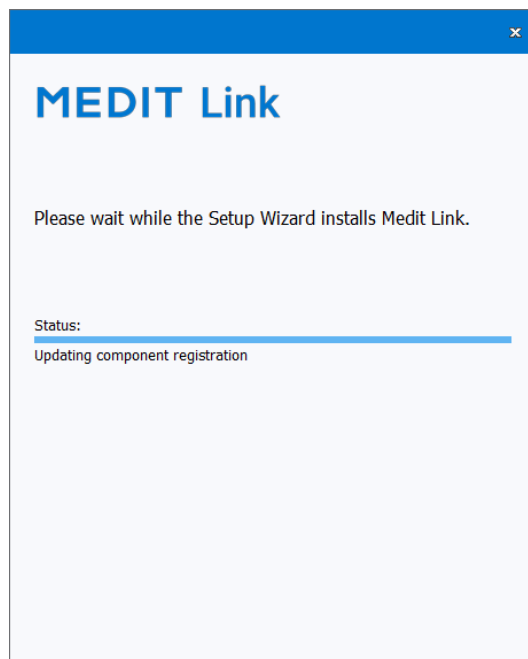 MEDIT Link
Please wait while the Setup Wizard installs Medit Link.
Status:
Updating component registration